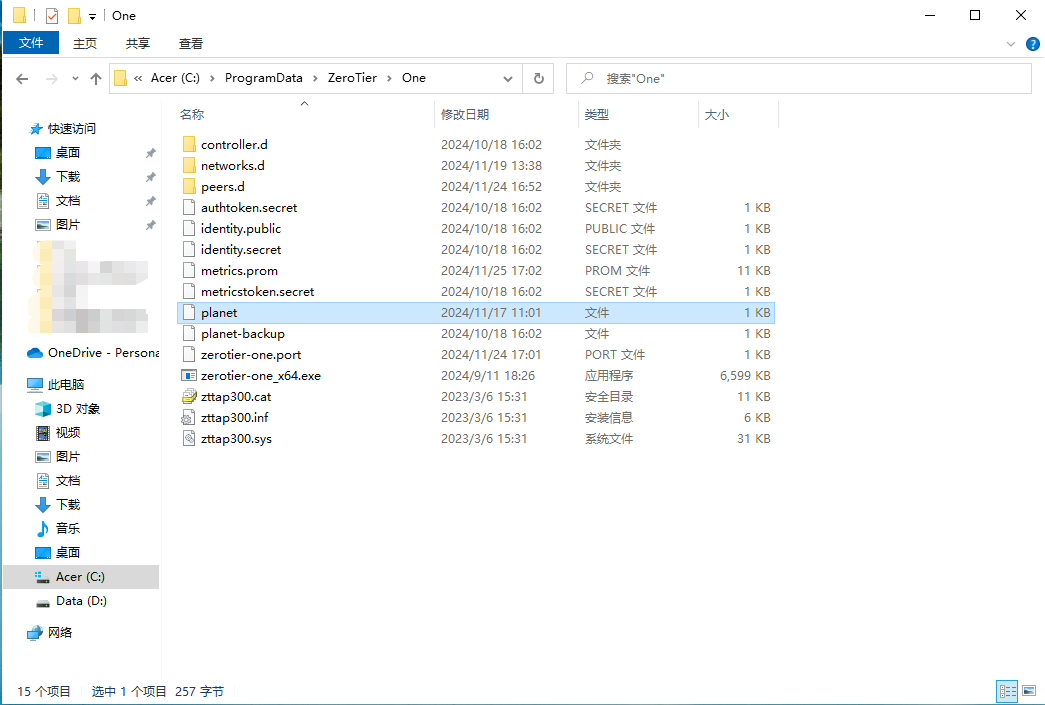 One
文件 主页 共享 查看
« Acer (C:) › ProgramData › ZeroTier › One 搜索"One"
名称 修改日期 类型 大小
快速访问
桌面
下载
文档
图片
OneDrive - Persona
此电脑
3D 对象
视频
图片
文档
下载
音乐
桌面
Acer (C:)
Data (D:)
网络
controller.d 2024/10/18 16:02 文件夹
networks.d 2024/11/19 13:38 文件夹
peers.d 2024/11/24 16:52 文件夹
authtoken.secret 2024/10/18 16:02 SECRET 文件 1 KB
identity.public 2024/10/18 16:02 PUBLIC 文件 1 KB
identity.secret 2024/10/18 16:02 SECRET 文件 1 KB
metrics.prom 2024/11/25 17:02 PROM 文件 11 KB
metricstoken.secret 2024/10/18 16:02 SECRET 文件 1 KB
planet 2024/11/17 11:01 文件 1 KB
planet-backup 2024/10/18 16:02 文件 1 KB
zerotier-one.port 2024/11/24 17:01 PORT 文件 1 KB
zerotier-one_x64.exe 2024/9/11 18:26 应用程序 6,599 KB
zttap300.cat 2023/3/6 15:31 安全目录 11 KB
zttap300.inf 2023/3/6 15:31 安装信息 6 KB
zttap300.sys 2023/3/6 15:31 系统文件 31 KB
15 个项目 选中 1 个项目 257 字节